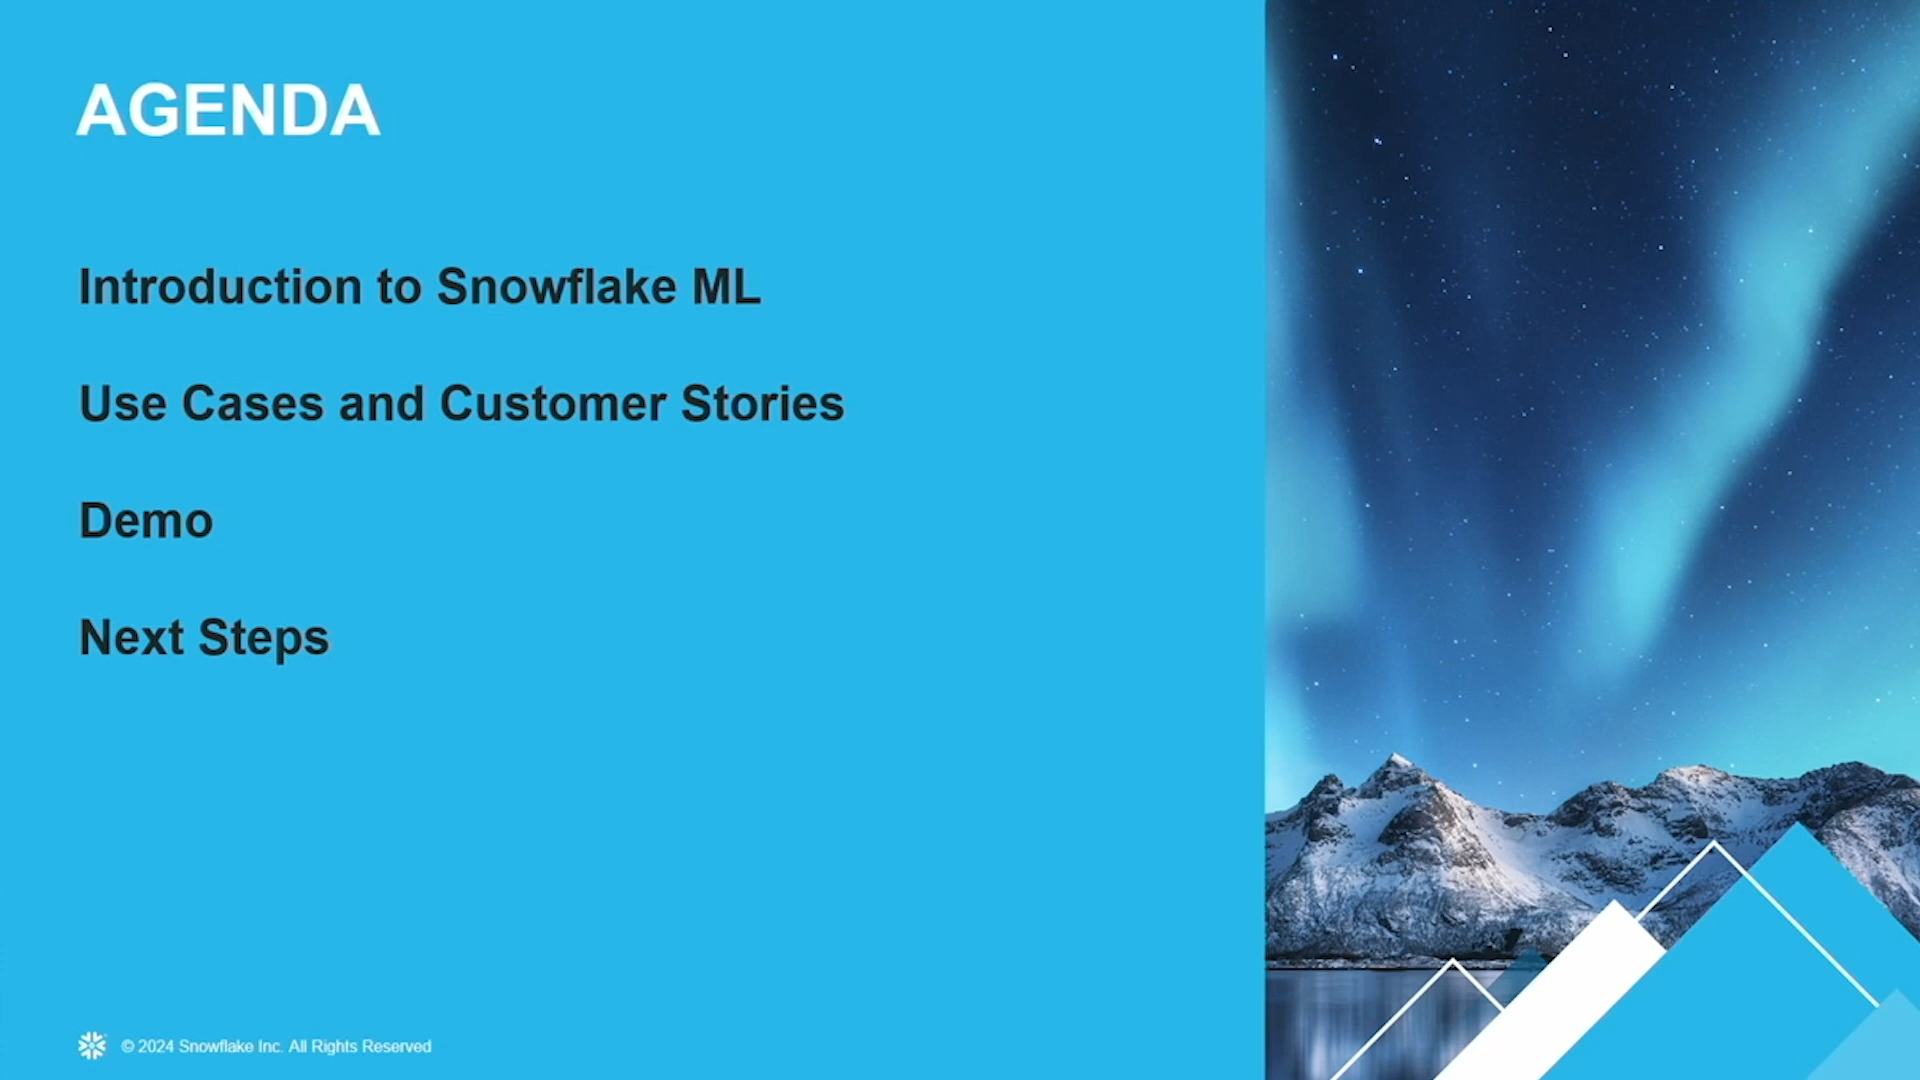 AGENDA
Introduction to Snowflake ML
Use Cases and Customer Stories
Demo
Next Steps
© 2024 Snowflake Inc. All Rights Reserved